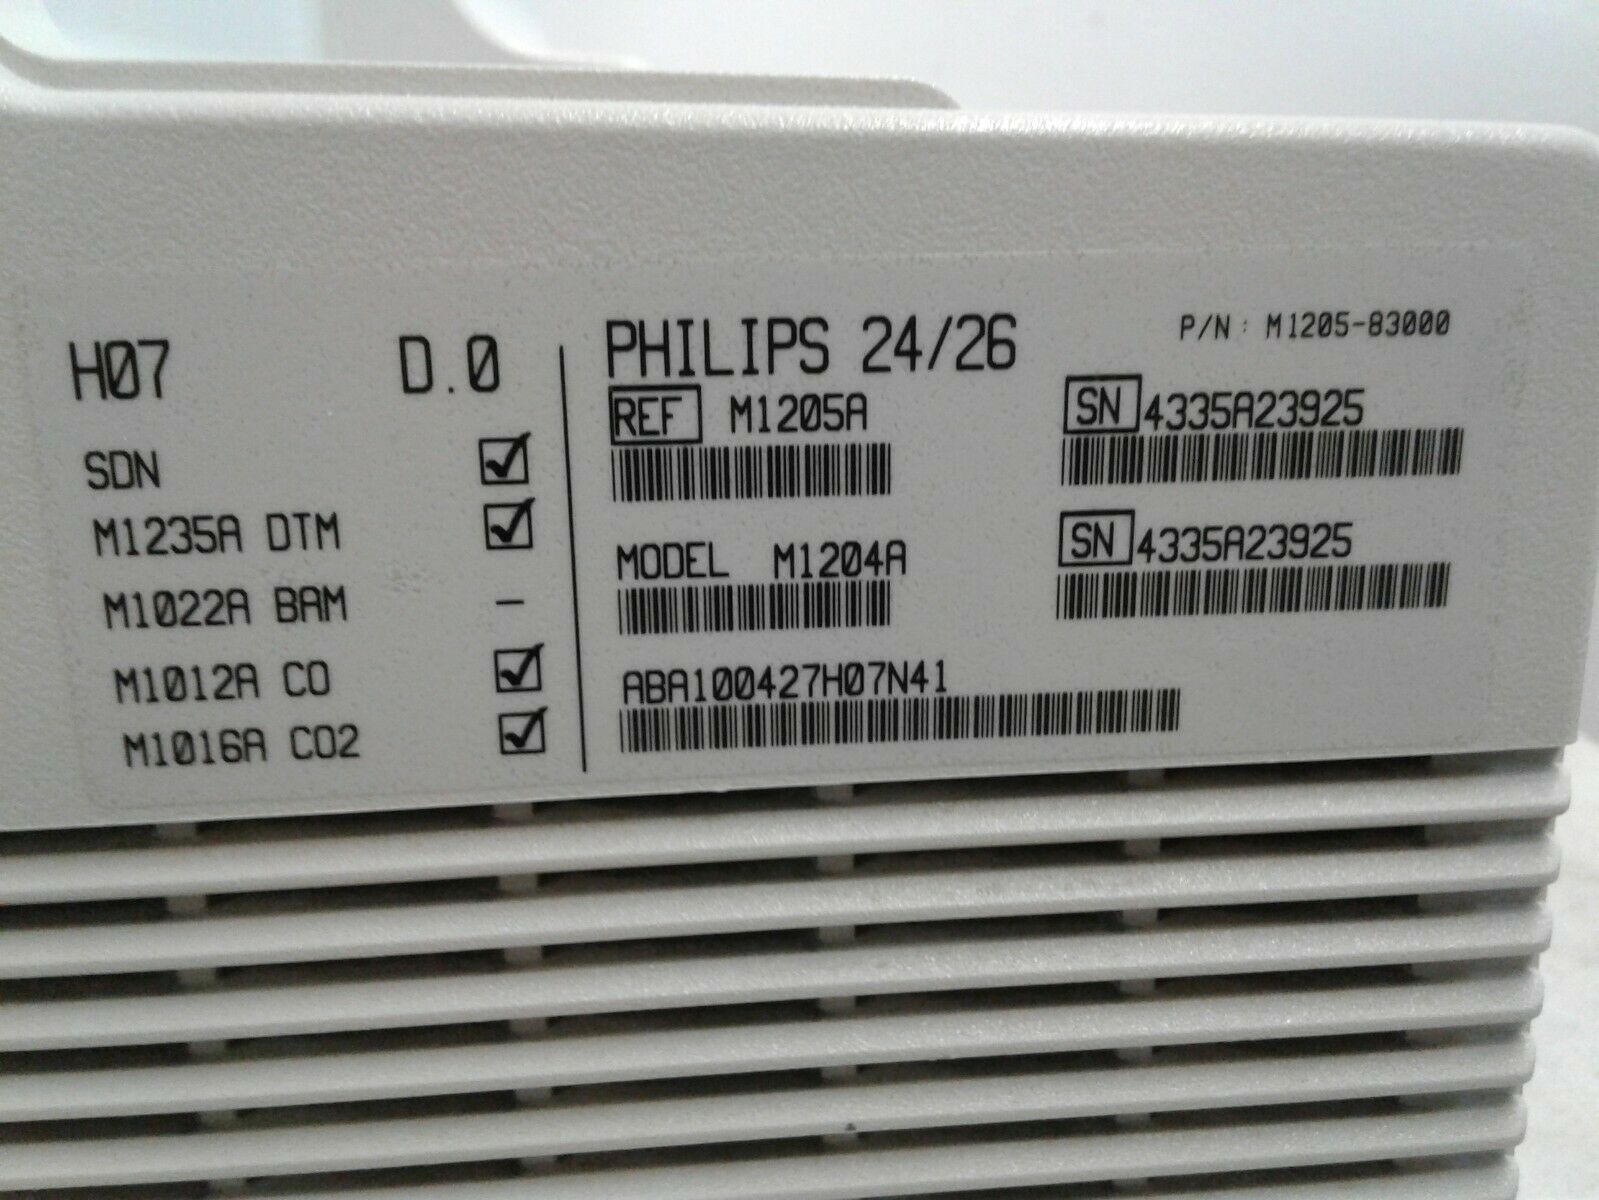 H07 D.0
SDN ☑
M1235A DTM ☑
M1022A BAM –
M1012A CO ☑
M1016A CO2 ☑
PHILIPS 24/26
P/N: M1205-83000
REF M1205A
SN 4335A23925
MODEL M1204A
SN 4335A23925
ABA100427H07N41